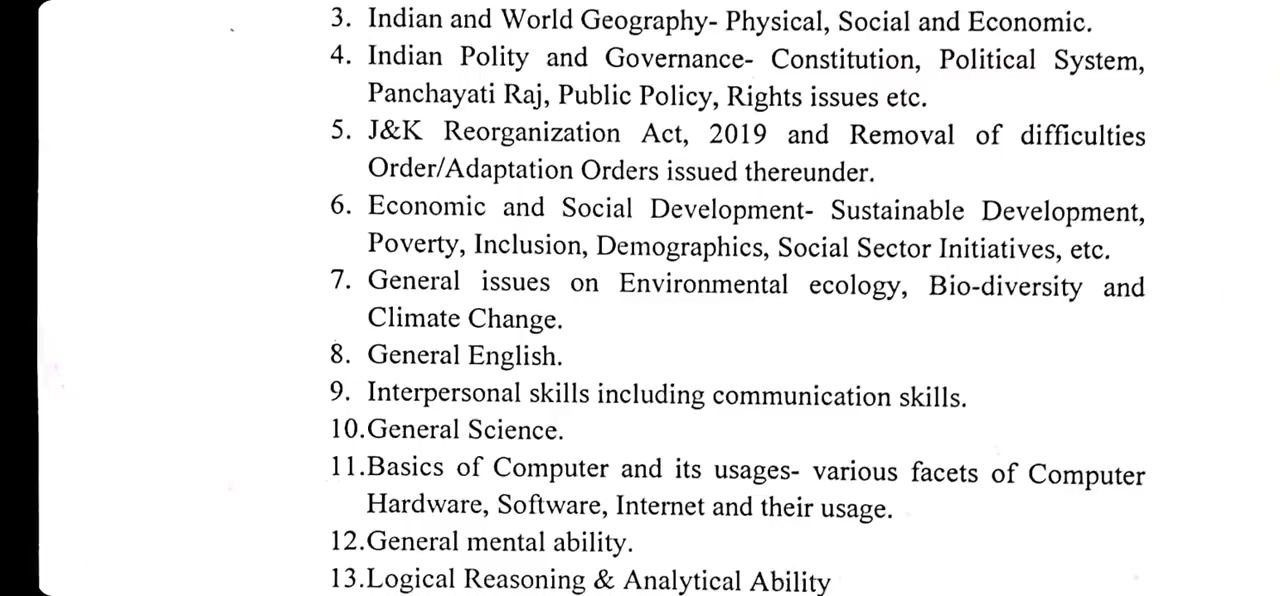 3. Indian and World Geography- Physical, Social and Economic.
4. Indian Polity and Governance- Constitution, Political System,
Panchayati Raj, Public Policy, Rights issues etc.
5. J&K Reorganization Act, 2019 and Removal of difficulties
Order/Adaptation Orders issued thereunder.
6. Economic and Social Development- Sustainable Development,
Poverty, Inclusion, Demographics, Social Sector Initiatives, etc.
7. General issues on Environmental ecology, Bio-diversity and
Climate Change.
8. General English.
9. Interpersonal skills including communication skills.
10.General Science.
11.Basics of Computer and its usages- various facets of Computer
Hardware, Software, Internet and their usage.
12.General mental ability.
13.Logical Reasoning & Analytical Ability